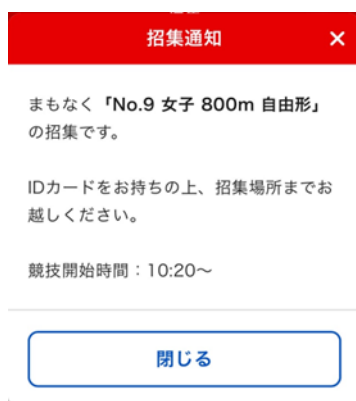 招集通知 ×
まもなく「No.9 女子 800m 自由形」
の招集です。
IDカードをお持ちの上、招集場所までお
越しください。
競技開始時間：10:20〜
閉じる